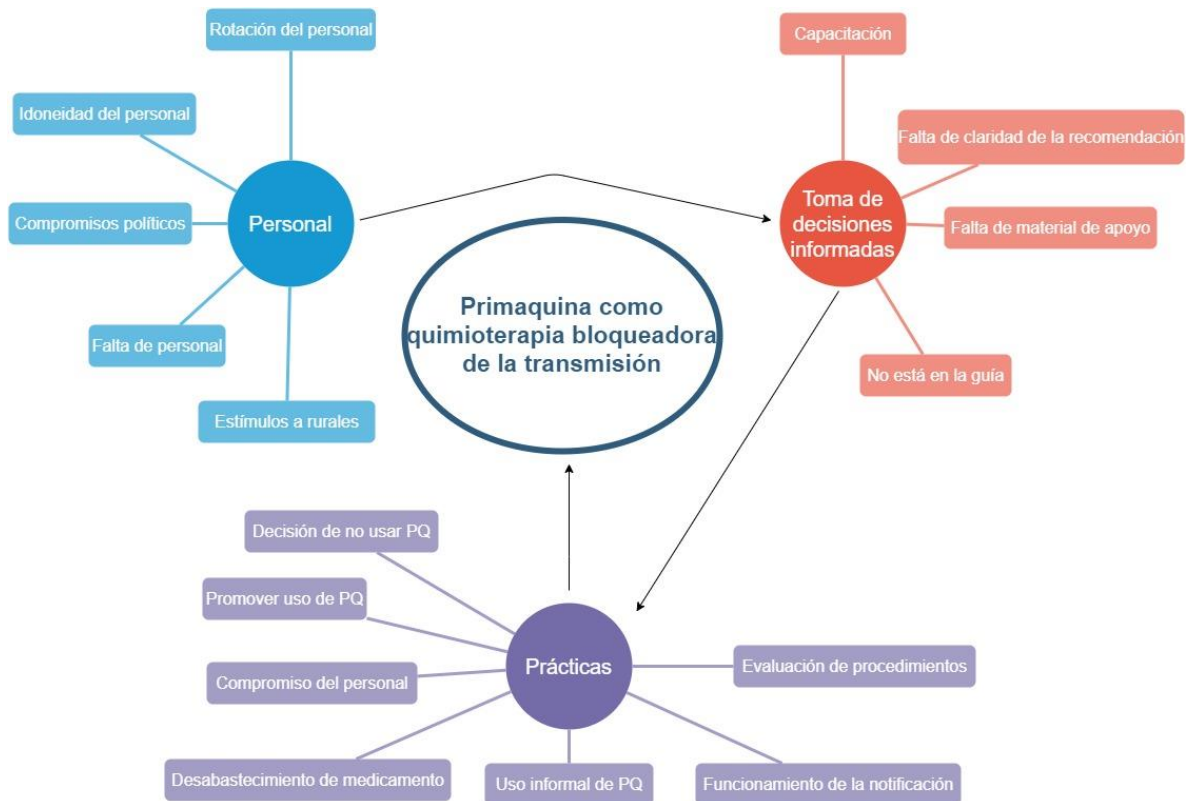 Rotación del personal
Idoneidad del personal
Compromisos políticos
Falta de personal
Estímulos a rurales
Personal
Capacitación
Falta de claridad de la recomendación
Falta de material de apoyo
No está en la guía
Toma de
decisiones
informadas
Primaquina como
quimioterapia bloqueadora
de la transmisión
Decisión de no usar PQ
Promover uso de PQ
Compromiso del personal
Desabastecimiento de medicamento
Uso informal de PQ
Funcionamiento de la notificación
Evaluación de procedimientos
Prácticas